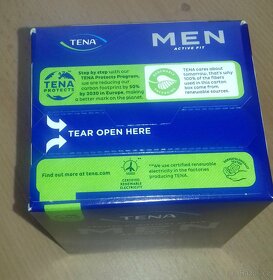 TENA
MEN
ACTIVE FIT
TENA
PROTECTS
Step by step with our
TENA Protects Program,
we are reducing our
carbon footprint by 50%
by 2030 in Europe, making
a better mark on the planet.
TENA cares about
tomorrow, that's why
100% of the fibers
used in this carton
box come from
renewable sources.
TEAR OPEN HERE
Find out more at tena.com
CERTIFIED
RENEWABLE
ELECTRICITY
**We use certified renewable
electricity in the factories
producing TENA.
TENA